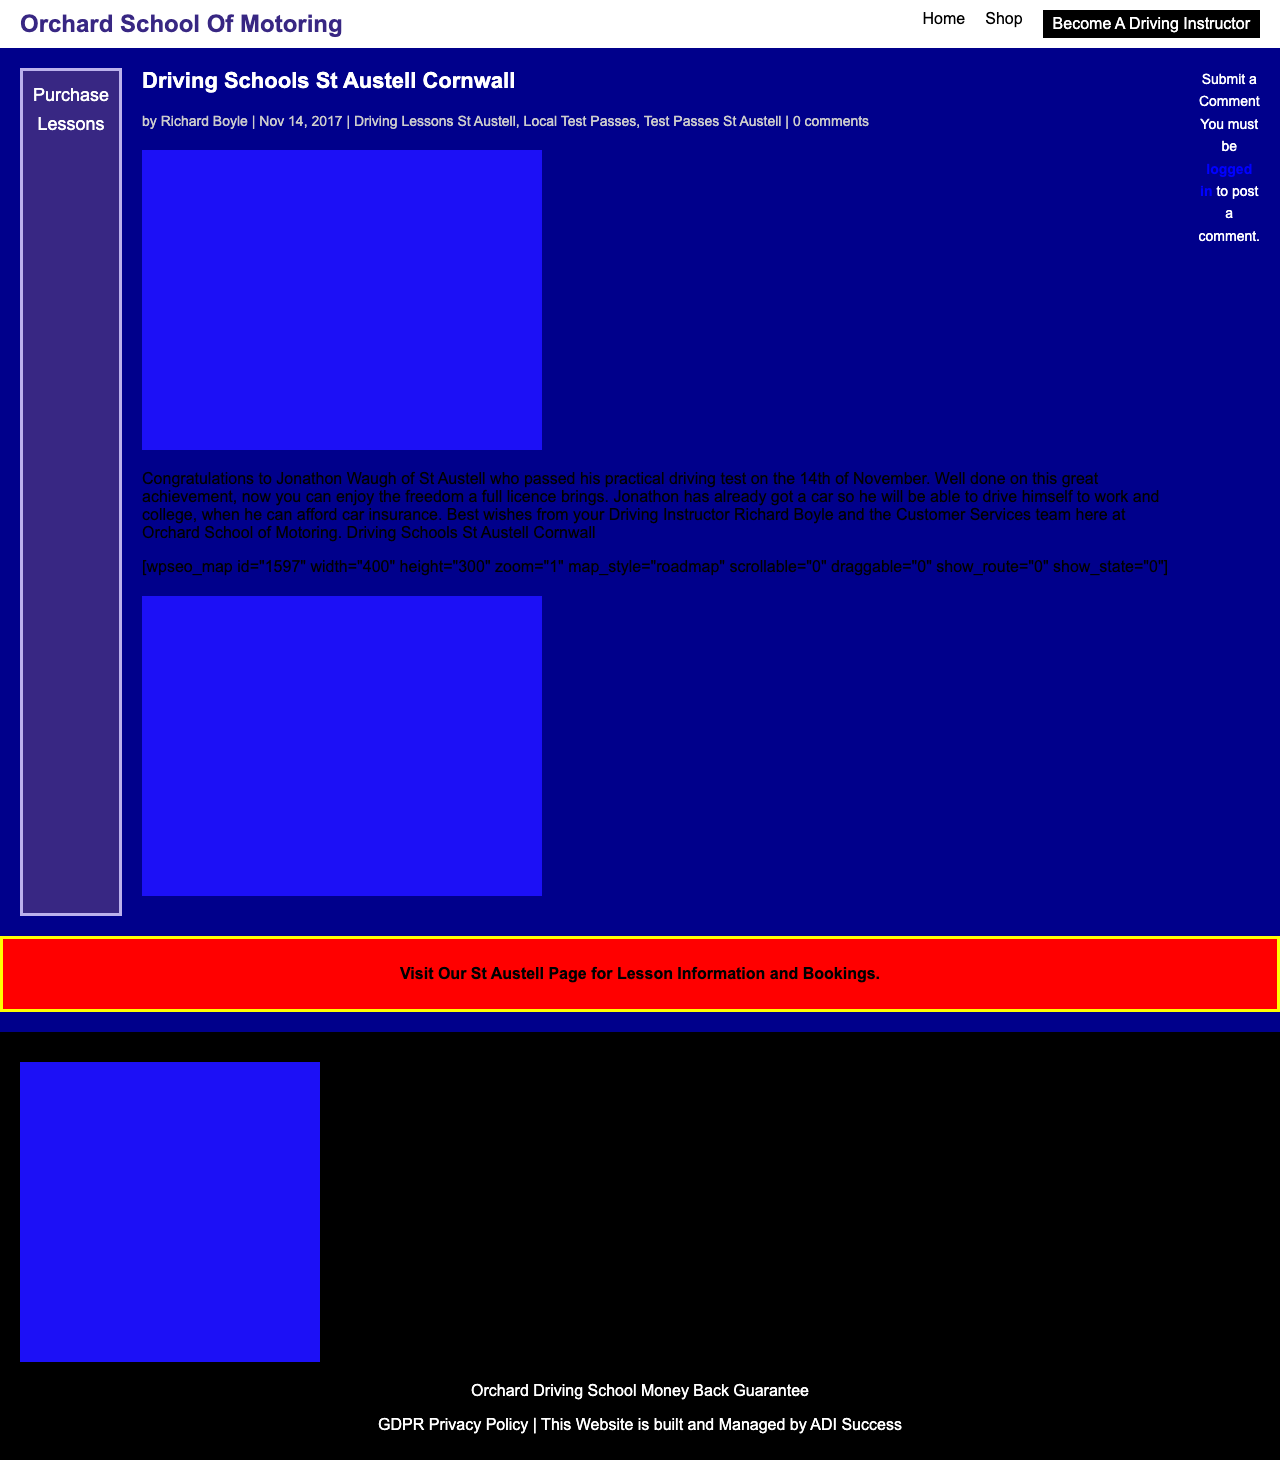 Orchard School Of Motoring
Home
Shop
Become A Driving Instructor
Purchase
Lessons
Driving Schools St Austell Cornwall
by Richard Boyle | Nov 14, 2017 | Driving Lessons St Austell, Local Test Passes, Test Passes St Austell | 0 comments
Congratulations to Jonathon Waugh of St Austell who passed his practical driving test on the 14th of November. Well done on this great
achievement, now you can enjoy the freedom a full licence brings. Jonathon has already got a car so he will be able to drive himself to work and
college, when he can afford car insurance. Best wishes from your Driving Instructor Richard Boyle and the Customer Services team here at
Orchard School of Motoring. Driving Schools St Austell Cornwall
[wpseo_map id="1597" width="400" height="300" zoom="1" map_style="roadmap" scrollable="0" draggable="0" show_route="0" show_state="0"]
Submit a
Comment
You must
be
logged
in to post
a
comment.
Visit Our St Austell Page for Lesson Information and Bookings.
Orchard Driving School Money Back Guarantee
GDPR Privacy Policy | This Website is built and Managed by ADI Success